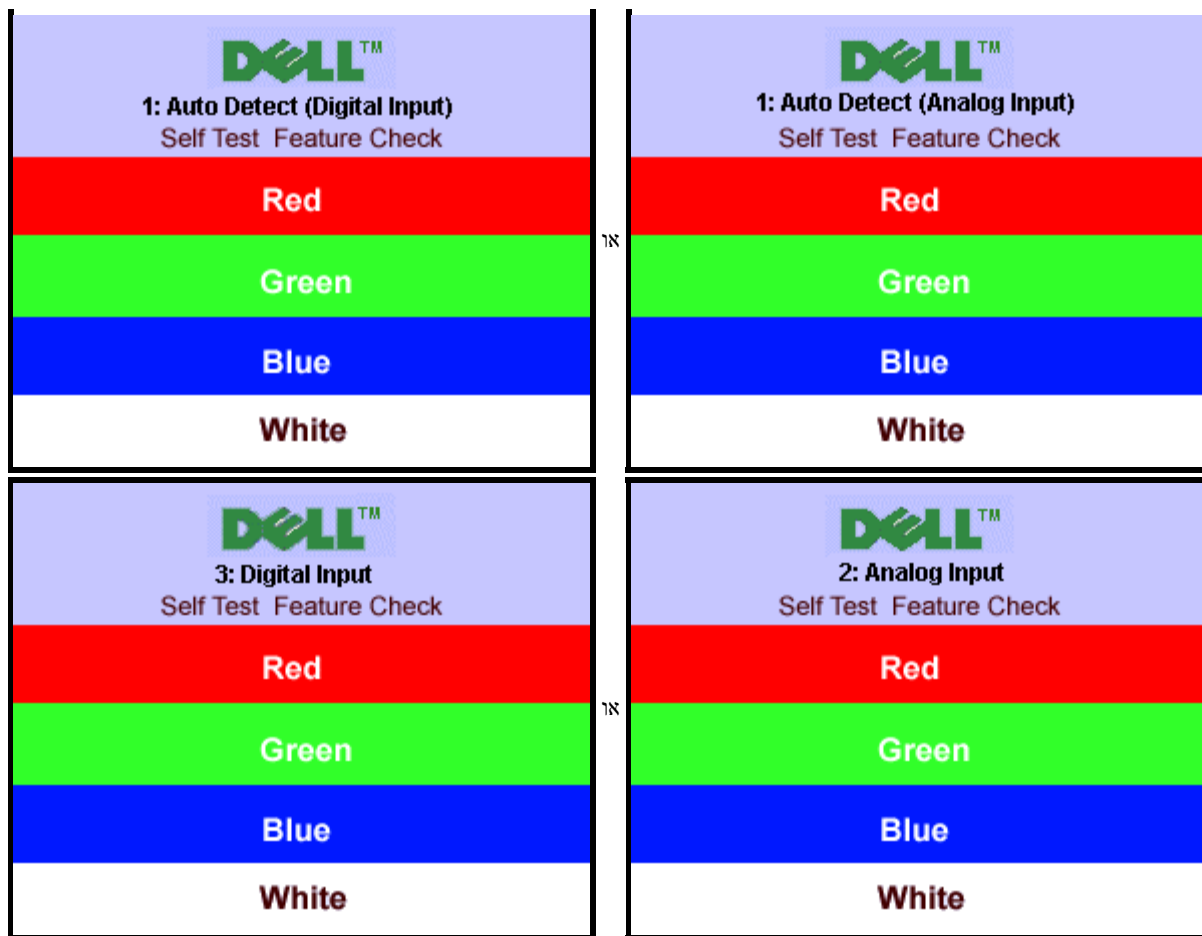 DELL™
1: Auto Detect (Digital Input)
Self Test Feature Check
Red
Green
Blue
White
או
DELL™
1: Auto Detect (Analog Input)
Self Test Feature Check
Red
Green
Blue
White
DELL™
3: Digital Input
Self Test Feature Check
Red
Green
Blue
White
או
DELL™
2: Analog Input
Self Test Feature Check
Red
Green
Blue
White